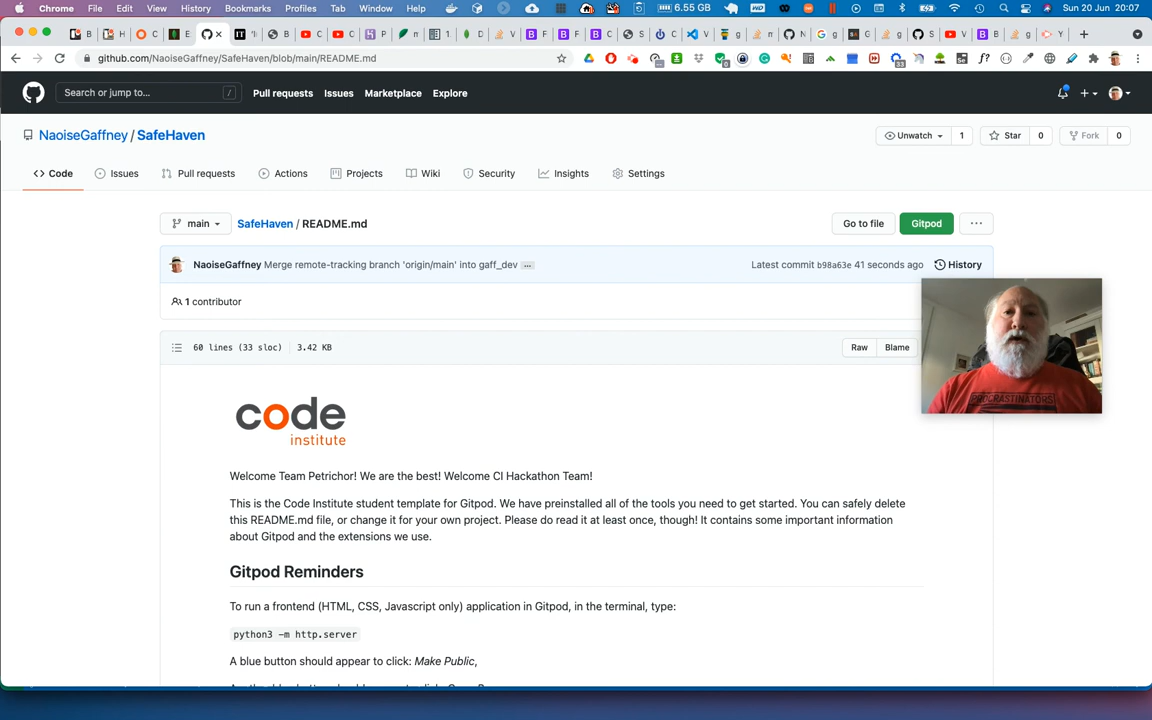 Chrome File Edit View History Bookmarks Profiles Tab Window Help 6.55 GB Sun 20 Jun 20:07
github.com/NaoiseGaffney/SafeHaven/blob/main/README.md
Search or jump to... / Pull requests Issues Marketplace Explore
NaoiseGaffney / SafeHaven Unwatch 1 Star 0 Fork 0
Code Issues Pull requests Actions Projects Wiki Security Insights Settings
main SafeHaven / README.md Go to file Gitpod ...
NaoiseGaffney Merge remote-tracking branch 'origin/main' into gaff_dev ... Latest commit b98a63e 41 seconds ago History
1 contributor
60 lines (33 sloc) 3.42 KB Raw Blame
PROCRASTINATORS
code
institute
Welcome Team Petrichor! We are the best! Welcome CI Hackathon Team!
This is the Code Institute student template for Gitpod. We have preinstalled all of the tools you need to get started. You can safely delete
this README.md file, or change it for your own project. Please do read it at least once, though! It contains some important information
about Gitpod and the extensions we use.
Gitpod Reminders
To run a frontend (HTML, CSS, Javascript only) application in Gitpod, in the terminal, type:
python3 -m http.server
A blue button should appear to click: Make Public,